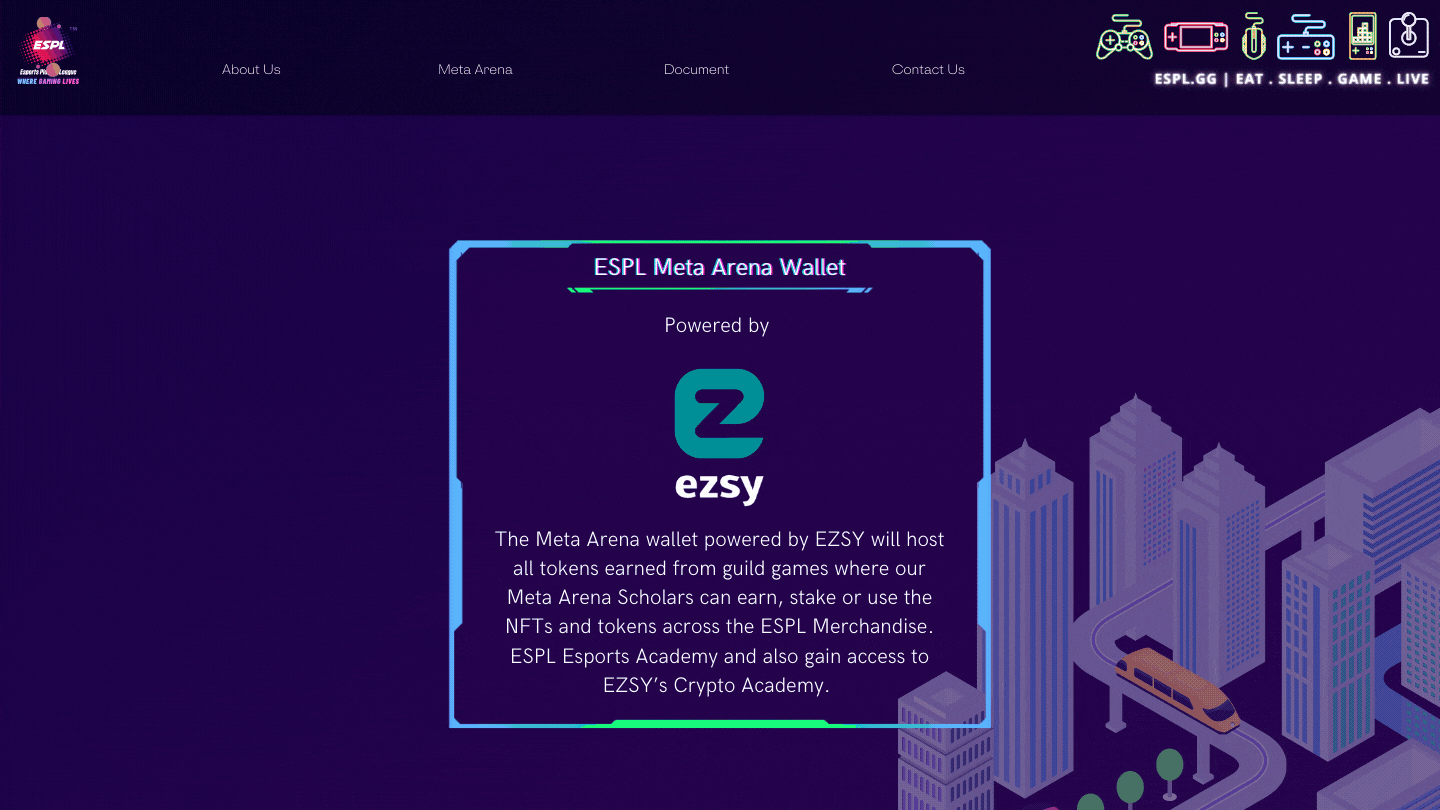 ESPL
TM
WHERE GAMING LIVES
About Us
Meta Arena
Document
Contact Us
ESPL.GG | EAT . SLEEP . GAME . LIVE
ESPL Meta Arena Wallet
Powered by
ezsy
The Meta Arena wallet powered by EZSY will host
all tokens earned from guild games where our
Meta Arena Scholars can earn, stake or use the
NFTs and tokens across the ESPL Merchandise.
ESPL Esports Academy and also gain access to
EZSY’s Crypto Academy.